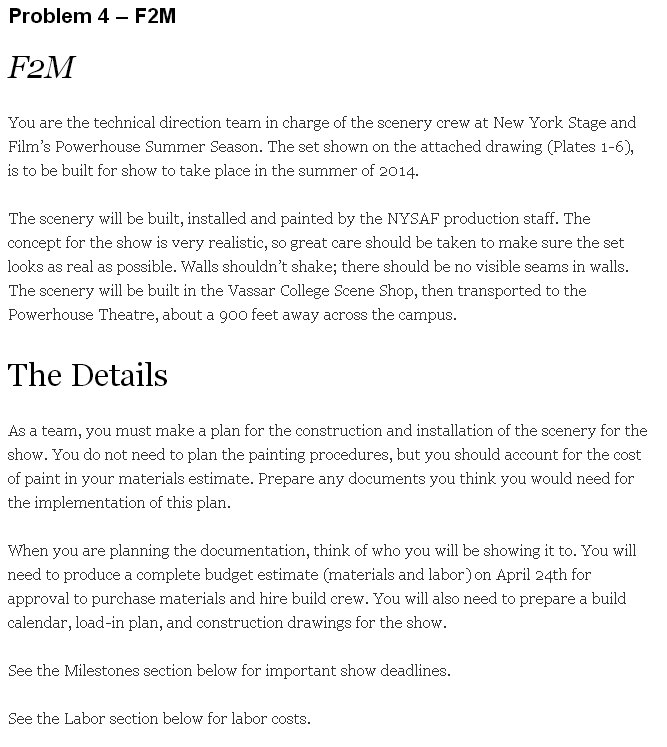 Problem 4 – F2M
F2M
You are the technical direction team in charge of the scenery crew at New York Stage and
Film's Powerhouse Summer Season. The set shown on the attached drawing (Plates 1-6),
is to be built for show to take place in the summer of 2014.
The scenery will be built, installed and painted by the NYSAF production staff. The
concept for the show is very realistic, so great care should be taken to make sure the set
looks as real as possible. Walls shouldn't shake; there should be no visible seams in walls.
The scenery will be built in the Vassar College Scene Shop, then transported to the
Powerhouse Theatre, about a 900 feet away across the campus.
The Details
As a team, you must make a plan for the construction and installation of the scenery for the
show. You do not need to plan the painting procedures, but you should account for the cost
of paint in your materials estimate. Prepare any documents you think you would need for
the implementation of this plan.
When you are planning the documentation, think of who you will be showing it to. You will
need to produce a complete budget estimate (materials and labor) on April 24th for
approval to purchase materials and hire build crew. You will also need to prepare a build
calendar, load-in plan, and construction drawings for the show.
See the Milestones section below for important show deadlines.
See the Labor section below for labor costs.